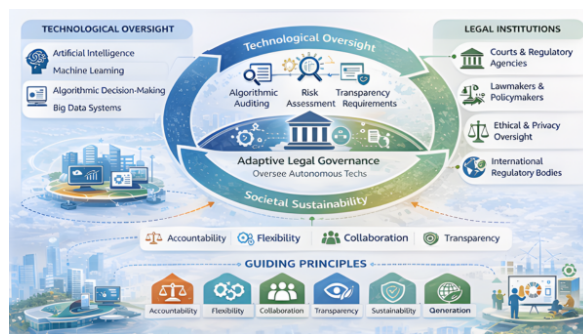 TECHNOLOGICAL OVERSIGHT
Artificial Intelligence
Machine Learning
Algorithmic Decision-Making
Big Data Systems
Technological Oversight
Algorithmic
Auditing
Risk
Assessment
Transparency
Requirements
Adaptive Legal Governance
Oversee Autonomous Techs
Societal Sustainability
LEGAL INSTITUTIONS
Courts & Regulatory
Agencies
Lawmakers &
Policymakers
Ethical & Privacy
Oversight
International
Regulatory Bodies
Accountability
Flexibility
Collaboration
Transparency
GUIDING PRINCIPLES
Accountability
Flexibility
Collaboration
Transparency
Sustainability
Qeneration